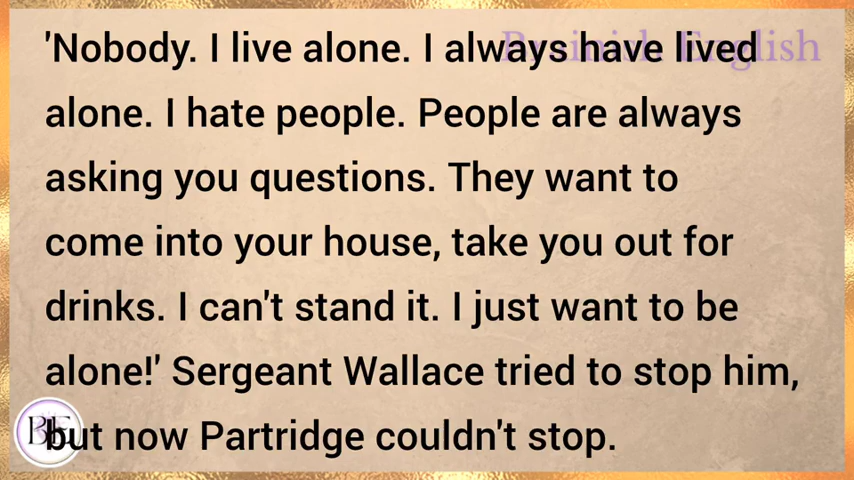 'Nobody. I live alone. I always have lived
alone. I hate people. People are always
asking you questions. They want to
come into your house, take you out for
drinks. I can't stand it. I just want to be
alone!' Sergeant Wallace tried to stop him,
but now Partridge couldn't stop.
English
BE